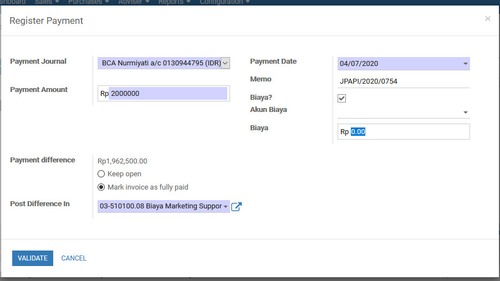 Dashboard Sales Purchases Adviser Reports Configuration
Register Payment
×
Payment Journal BCA Nurmiyati a/c 0130944795 (IDR)
Payment Date 04/07/2020
Memo JPAPI/2020/0754
Payment Amount Rp 2000000
Biaya?
Akun Biaya
Biaya Rp 0.00
Payment difference Rp1,962,500.00
Keep open
Mark invoice as fully paid
Post Difference In 03-510100.08 Biaya Marketing Suppor
VALIDATE CANCEL